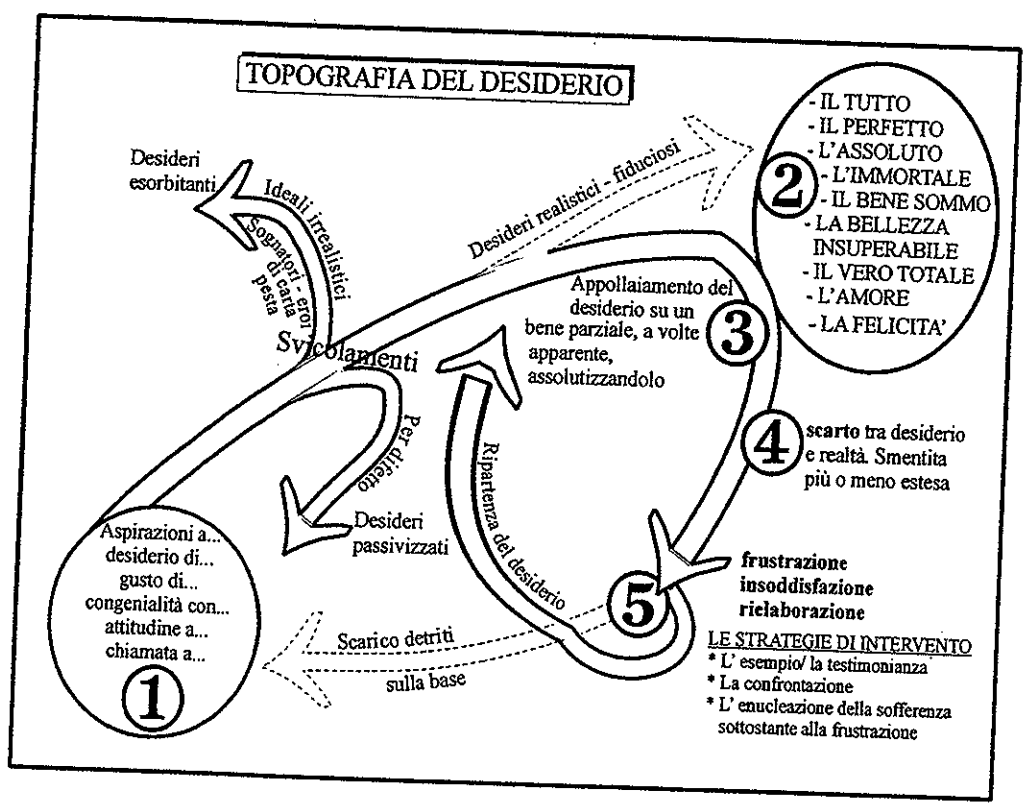 TOPOGRAFIA DEL DESIDERIO
Desideri
esorbitanti
Ideali irrealistici
Sognatori - eroi
di carta
pesta
Svicolamenti
Per difetto
Desideri
passivizzati
Desideri realistici - fiduciosi
- IL TUTTO
- IL PERFETTO
- L'ASSOLUTO
- L'IMMORTALE
- IL BENE SOMMO
- LA BELLEZZA
INSUPERABILE
- IL VERO TOTALE
- L'AMORE
- LA FELICITA'
2
Appollaiamento del
desiderio su un
bene parziale, a volte
apparente,
assolutizzandolo
3
4
scarto tra desiderio
e realtà. Smentita
più o meno estesa
Ripartenza del desiderio
5
frustrazione
insoddisfazione
rielaborazione
Aspirazioni a...
desiderio di...
gusto di...
congenialità con...
attitudine a...
chiamata a...
1
Scarico detriti
sulla base
LE STRATEGIE DI INTERVENTO
* L' esempio/ la testimonianza
* La confrontazione
* L' enucleazione della sofferenza
sottostante alla frustrazione